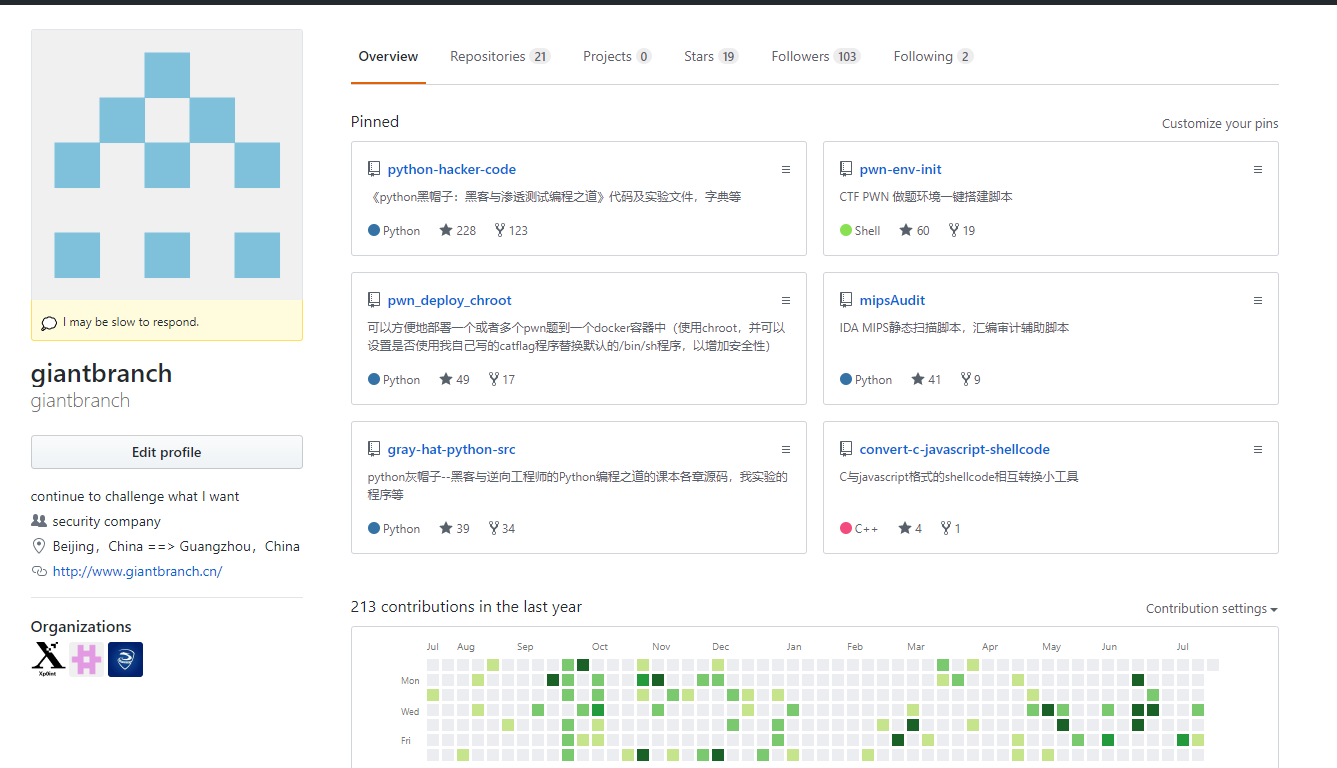 Overview Repositories 21 Projects 0 Stars 19 Followers 103 Following 2
I may be slow to respond.
giantbranch
giantbranch
Edit profile
continue to challenge what I want
security company
Beijing，China ==> Guangzhou，China
http://www.giantbranch.cn/
Organizations
Xp0int
Pinned
Customize your pins
python-hacker-code
《python黑帽子：黑客与渗透测试编程之道》代码及实验文件，字典等
Python 228 123
pwn-env-init
CTF PWN 做题环境一键搭建脚本
Shell 60 19
pwn_deploy_chroot
可以方便地部署一个或者多个pwn题到一个docker容器中（使用chroot，并可以
设置是否使用我自己写的catflag程序替换默认的/bin/sh程序，以增加安全性）
Python 49 17
mipsAudit
IDA MIPS静态扫描脚本，汇编审计辅助脚本
Python 41 9
gray-hat-python-src
python灰帽子--黑客与逆向工程师的Python编程之道的课本各章源码，我实验的
程序等
Python 39 34
convert-c-javascript-shellcode
C与javascript格式的shellcode相互转换小工具
C++ 4 1
213 contributions in the last year
Contribution settings
Jul Aug Sep Oct Nov Dec Jan Feb Mar Apr May Jun Jul
Mon
Wed
Fri